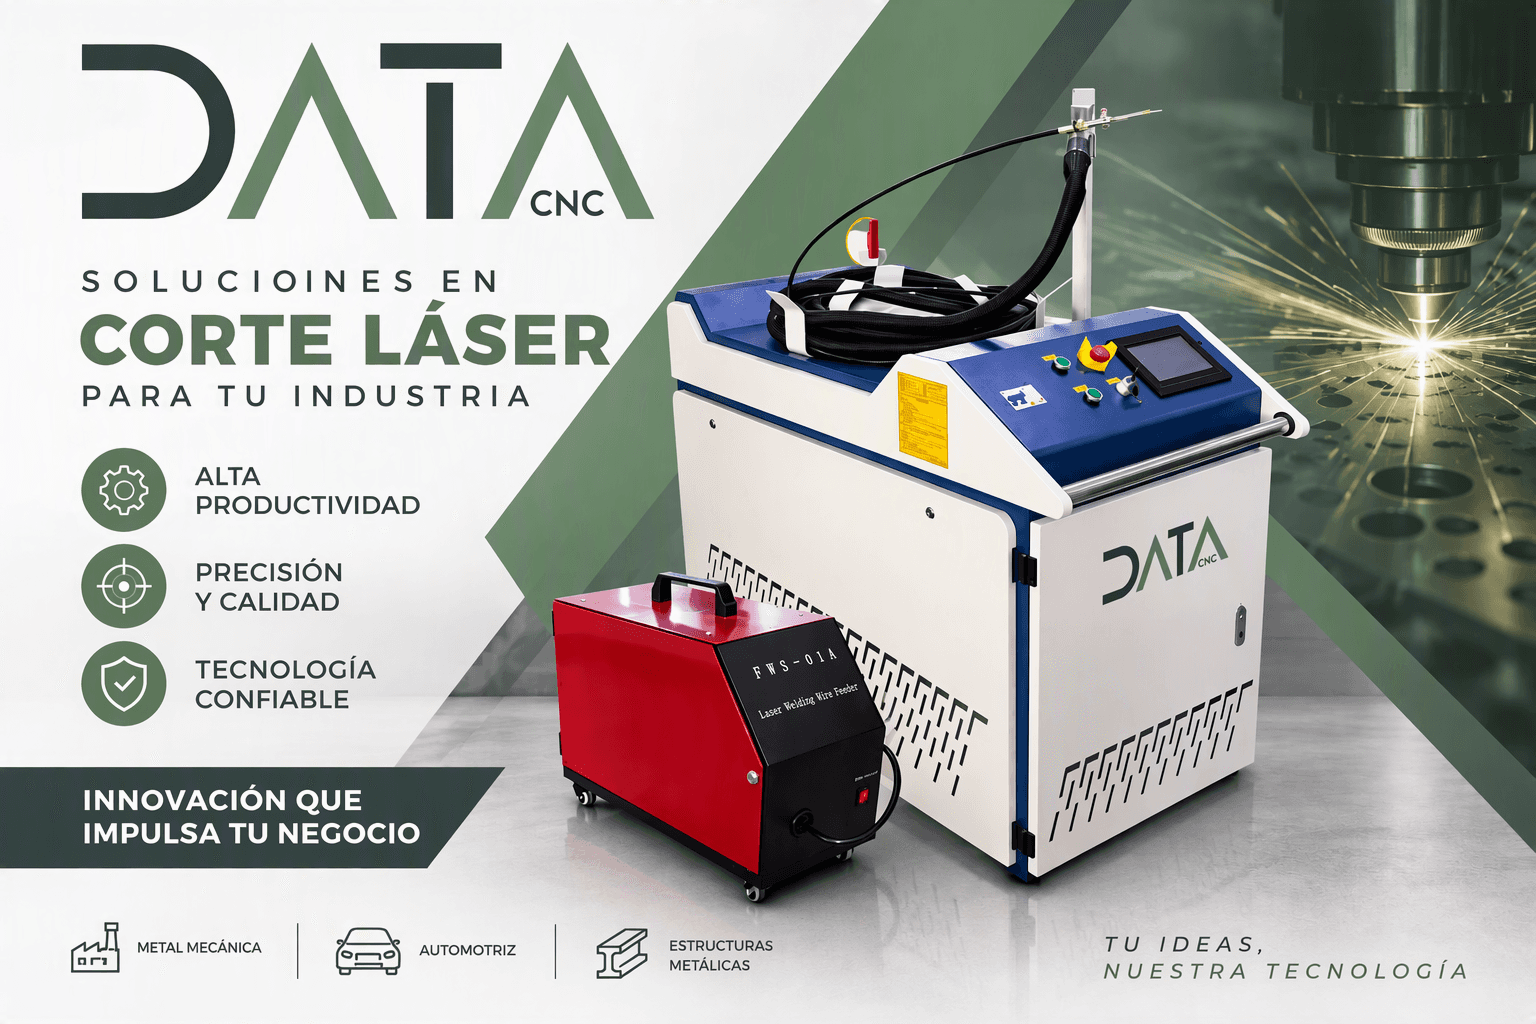 DATA
CNC
SOLUCIOINES EN
CORTE LÁSER
PARA TU INDUSTRIA
ALTA
PRODUCTIVIDAD
PRECISIÓN
Y CALIDAD
TECNOLOGÍA
CONFIABLE
INNOVACIÓN QUE
IMPULSA TU NEGOCIO
METAL MECÁNICA
AUTOMOTRIZ
ESTRUCTURAS
METÁLICAS
DATA
CNC
FWS-01A
Laser Welding Wire Feeder
TU IDEAS,
NUESTRA TECNOLOGÍA